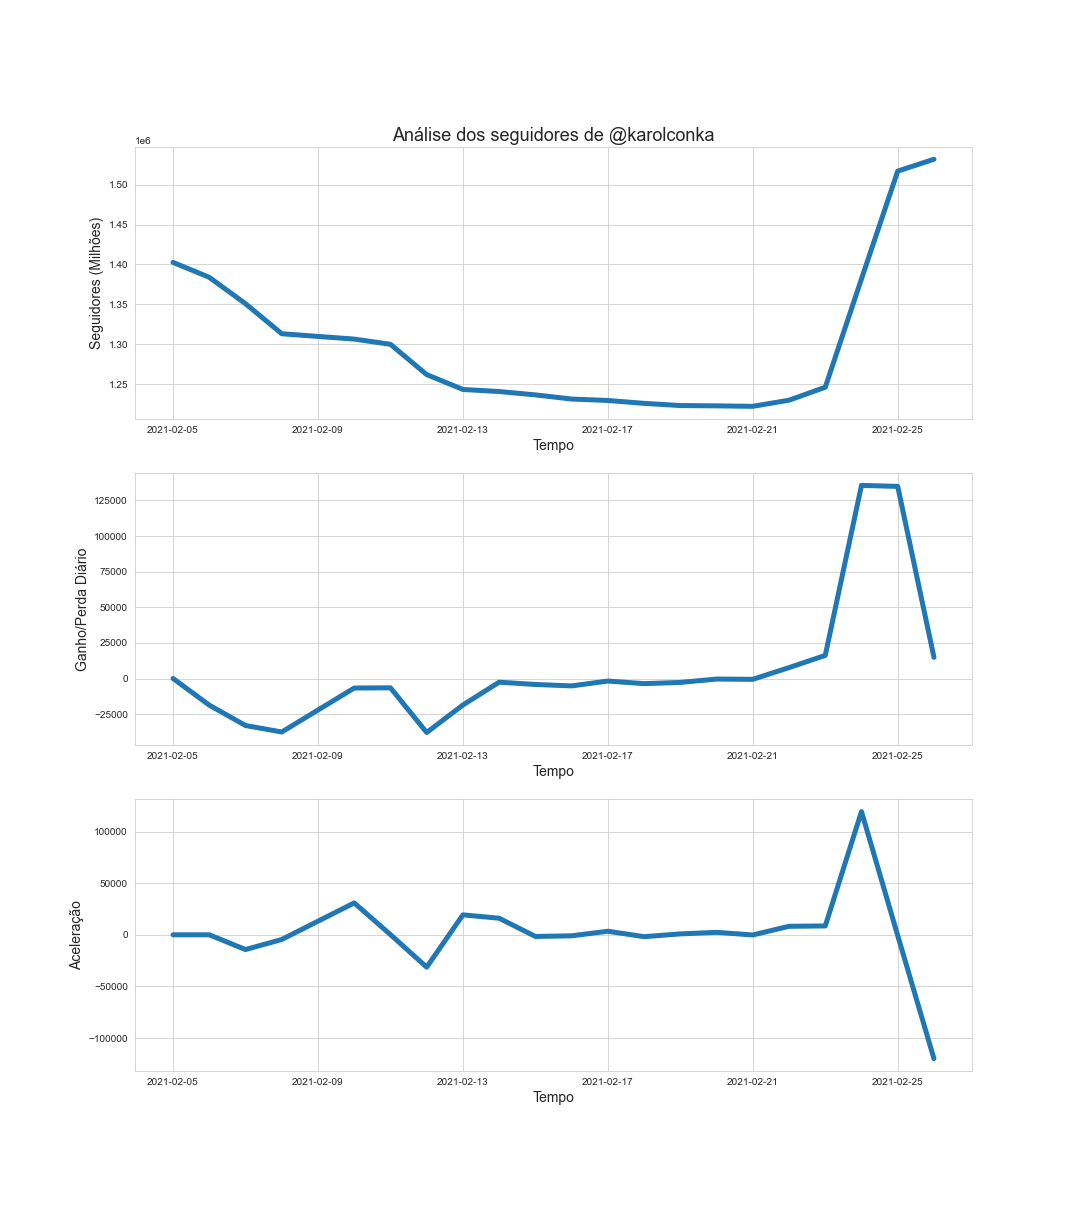 Análise dos seguidores de @karolconka
1e6
Seguidores (Milhões)
1.50
1.45
1.40
1.35
1.30
1.25
2021-02-05 2021-02-09 2021-02-13 2021-02-17 2021-02-21 2021-02-25
Tempo
Ganho/Perda Diário
125000
100000
75000
50000
25000
0
−25000
2021-02-05 2021-02-09 2021-02-13 2021-02-17 2021-02-21 2021-02-25
Tempo
Aceleração
100000
50000
0
−50000
−100000
2021-02-05 2021-02-09 2021-02-13 2021-02-17 2021-02-21 2021-02-25
Tempo